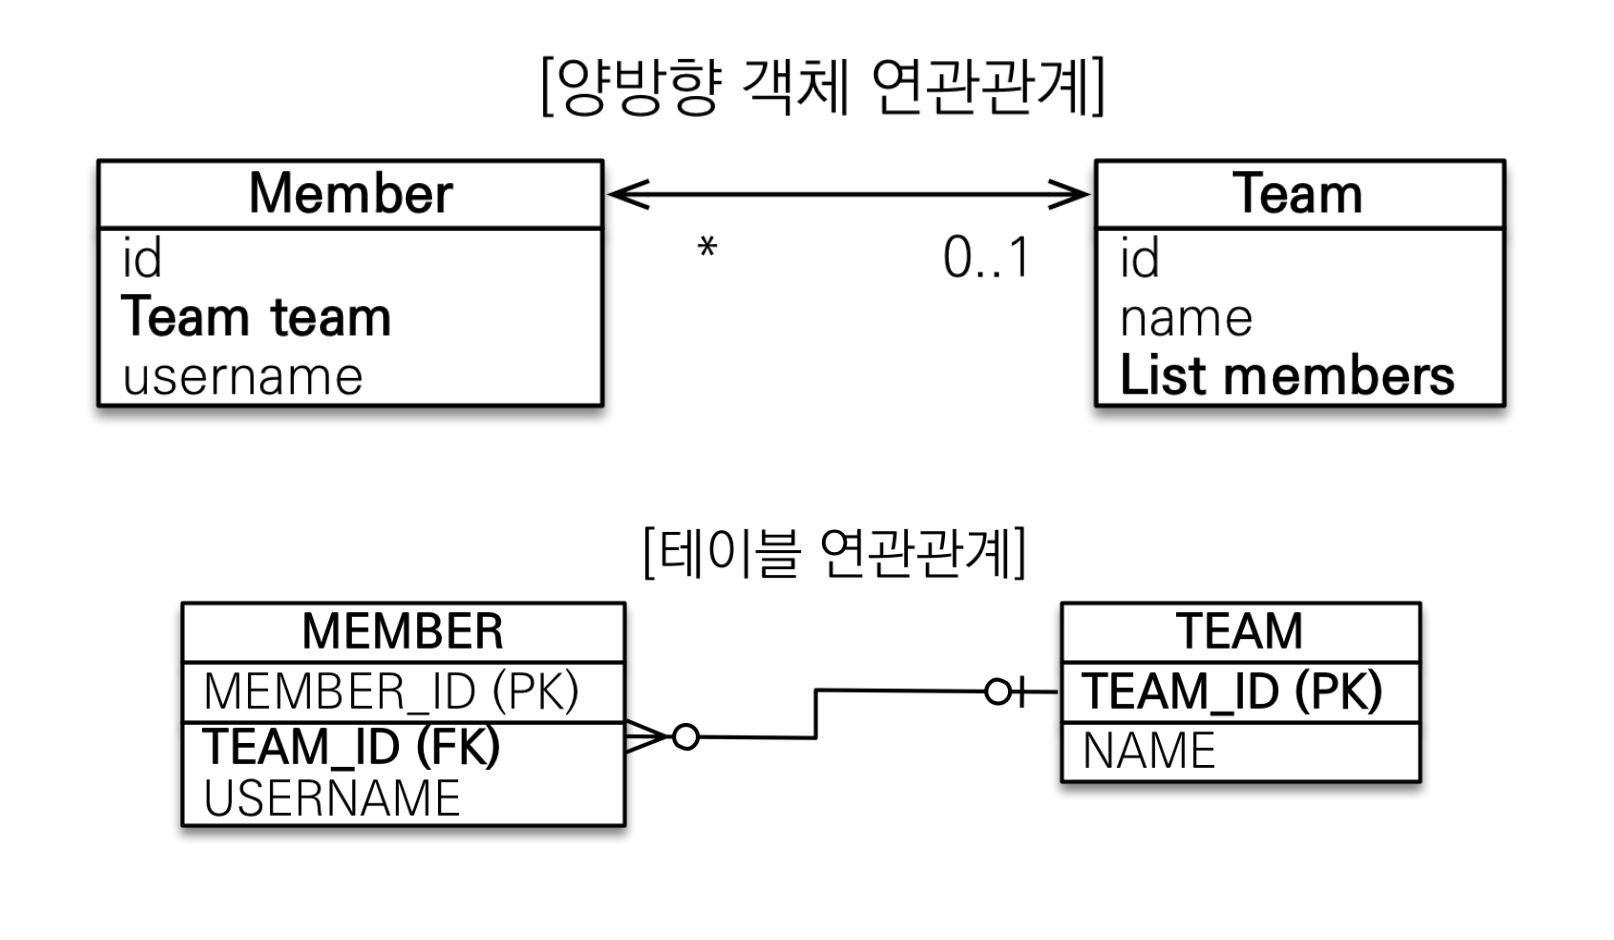 [양방향 객체 연관관계]
Member
id
Team team
username
* 0..1
Team
id
name
List members
[테이블 연관관계]
MEMBER
MEMBER_ID (PK)
TEAM_ID (FK)
USERNAME
TEAM
TEAM_ID (PK)
NAME